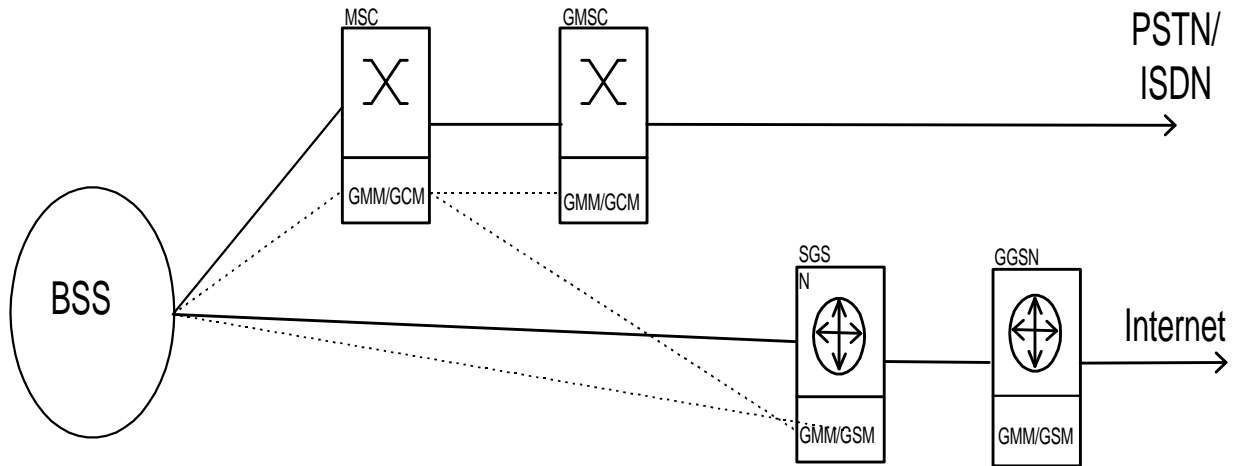 MSC
GMSC
PSTN/
ISDN
GMM/GCM
GMM/GCM
BSS
SGS
N
GGSN
Internet
GMM/GSM
GMM/GSM